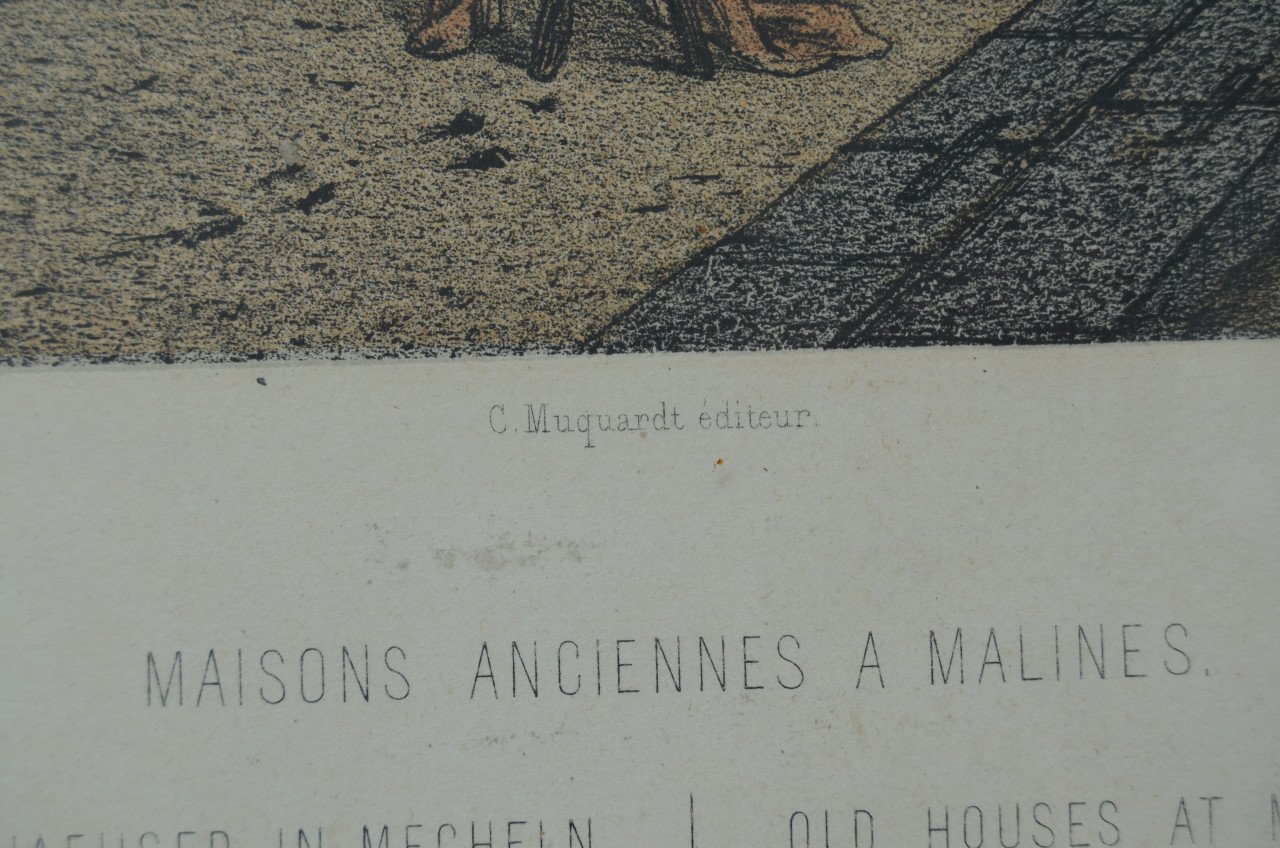 C. Muquardt éditeur.
MAISONS ANCIENNES A MALINES.
IN MECHELN | OLD HOUSES AT